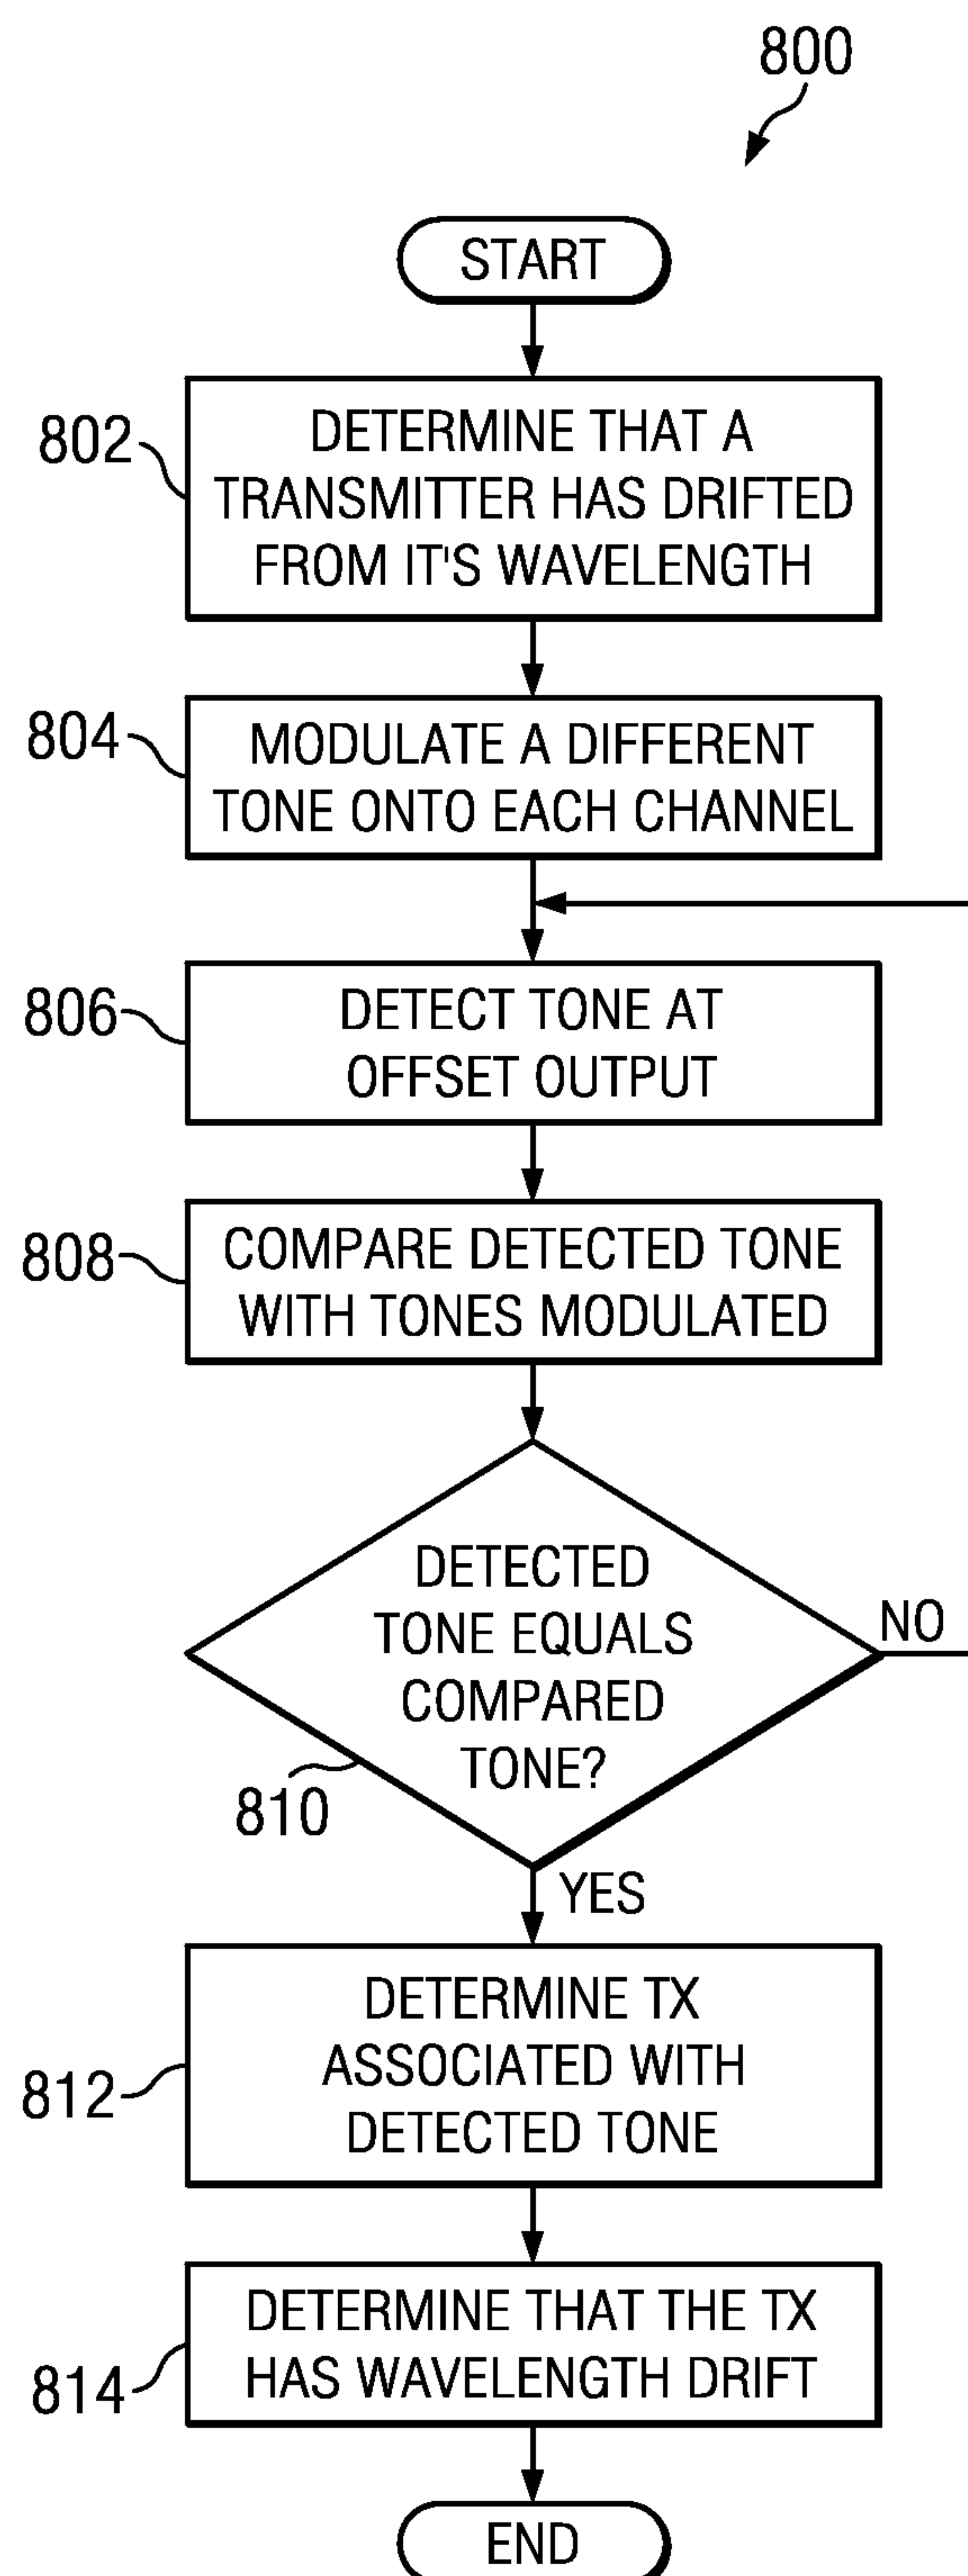 800
START
802
DETERMINE THAT A
TRANSMITTER HAS DRIFTED
FROM IT'S WAVELENGTH
804
MODULATE A DIFFERENT
TONE ONTO EACH CHANNEL
806
DETECT TONE AT
OFFSET OUTPUT
808
COMPARE DETECTED TONE
WITH TONES MODULATED
DETECTED
TONE EQUALS
COMPARED
TONE?
NO
810
YES
812
DETERMINE TX
ASSOCIATED WITH
DETECTED TONE
814
DETERMINE THAT THE TX
HAS WAVELENGTH DRIFT
END